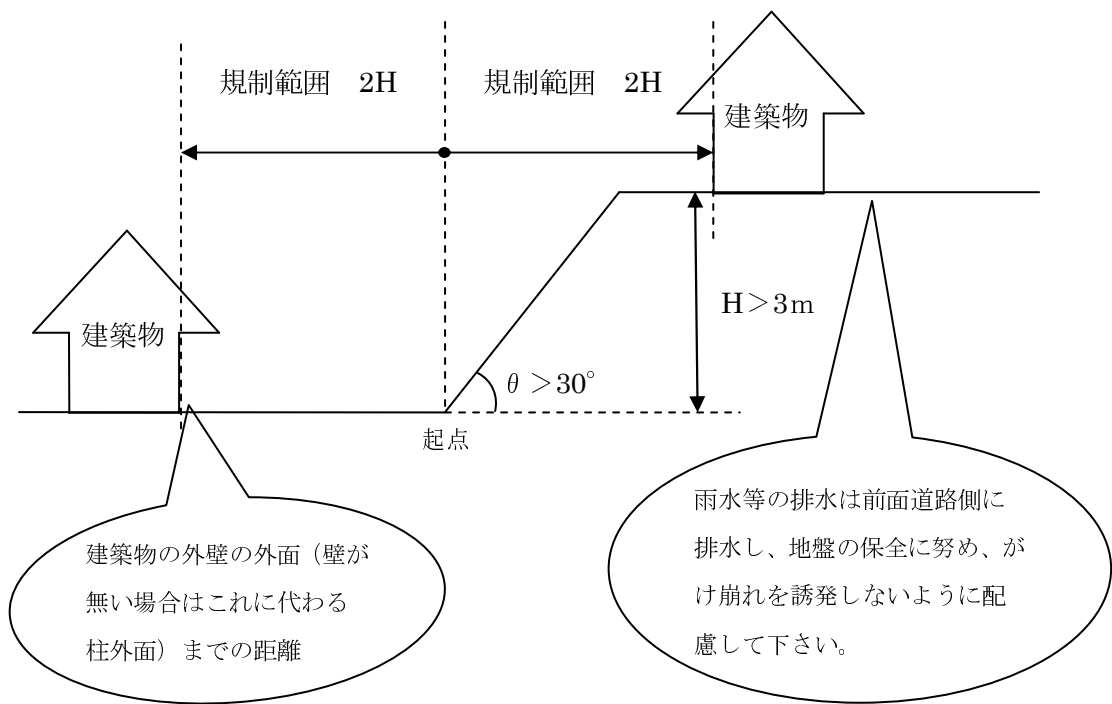 規制範囲　2H
規制範囲　2H
建築物
建築物
H＞3ｍ
θ ＞30°
起点
建築物の外壁の外面（壁が
無い場合はこれに代わる
柱外面）までの距離
雨水等の排水は前面道路側に
排水し、地盤の保全に努め、が
け崩れを誘発しないように配
慮して下さい。